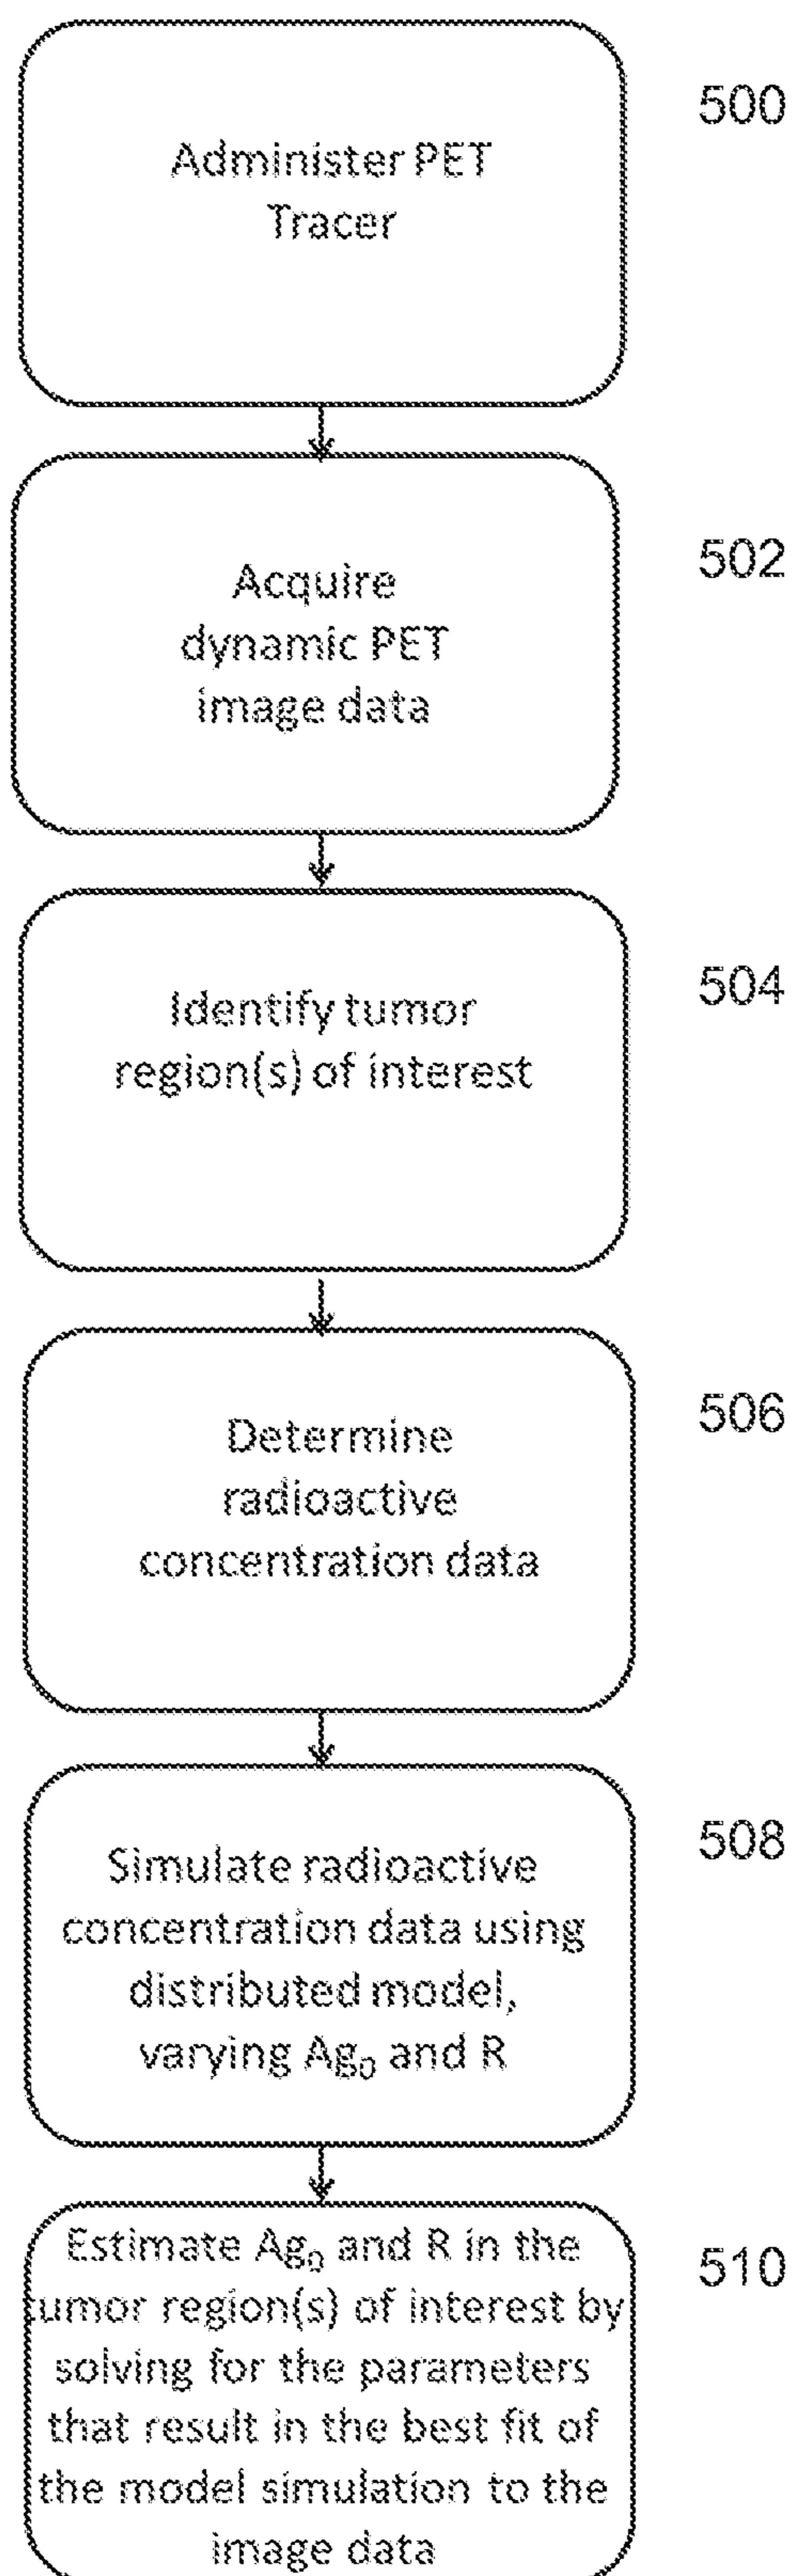 Administer PET
Tracer
500
Acquire
dynamic PET
image data
502
Identify tumor
region(s) of interest
504
Determine
radioactive
concentration data
506
Simulate radioactive
concentration data using
distributed model,
varying Ag₀ and R
508
Estimate Ag₀ and R in the
tumor region(s) of interest by
solving for the parameters
that result in the best fit of
the model simulation to the
image data
510